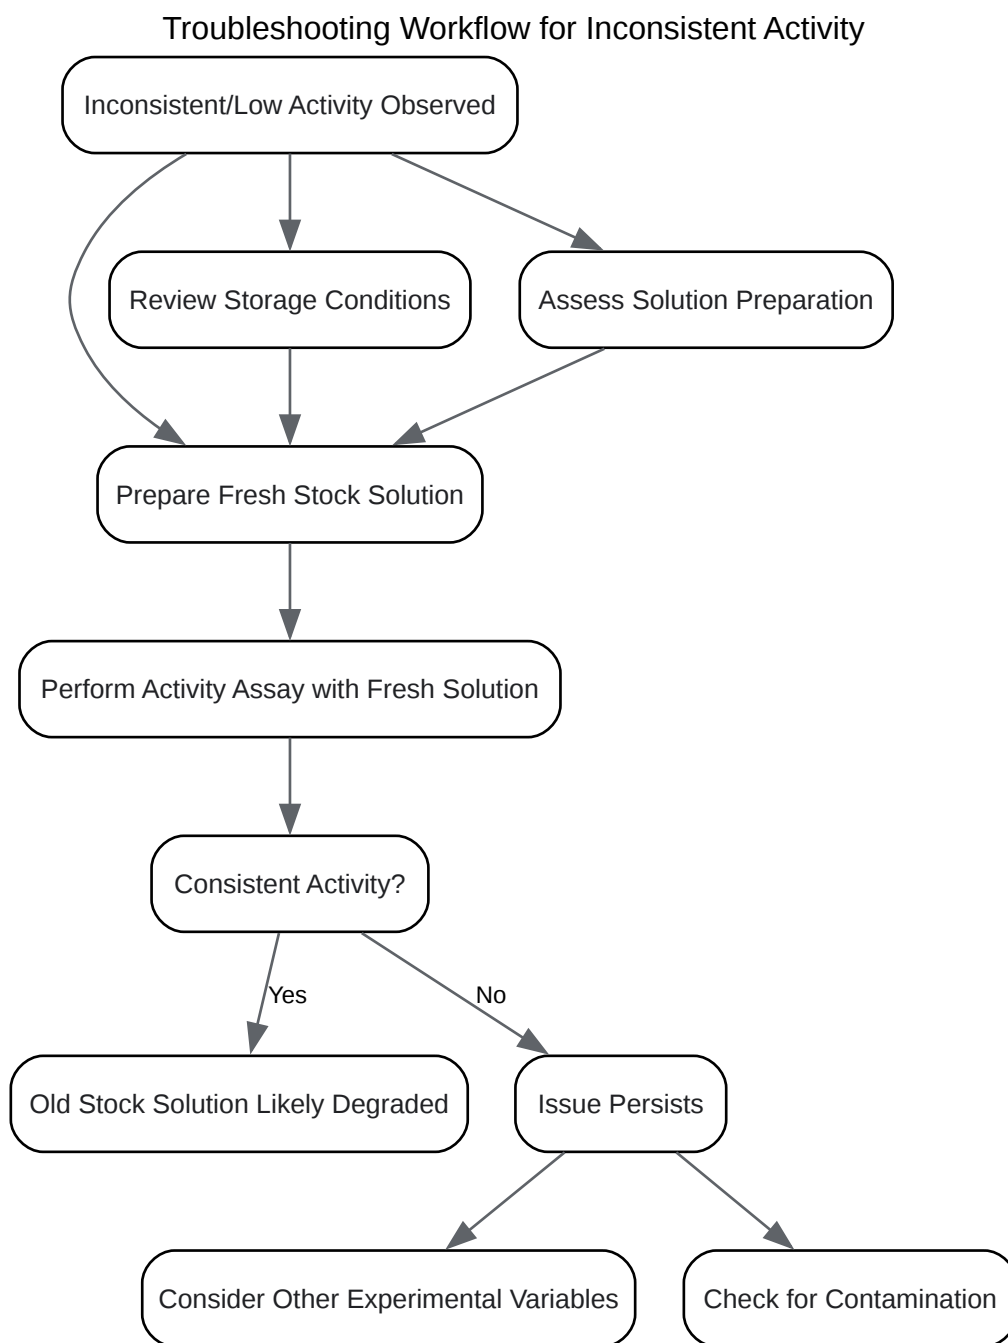 Troubleshooting Workflow for Inconsistent Activity
Inconsistent/Low Activity Observed
Review Storage Conditions
Assess Solution Preparation
Prepare Fresh Stock Solution
Perform Activity Assay with Fresh Solution
Consistent Activity?
Yes
No
Old Stock Solution Likely Degraded
Issue Persists
Consider Other Experimental Variables
Check for Contamination